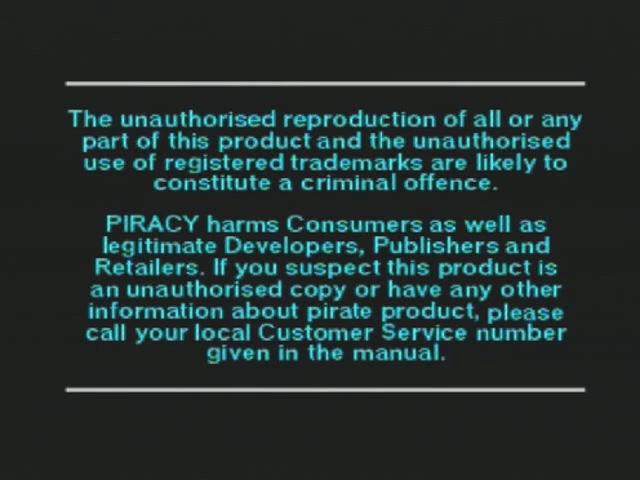 The unauthorised reproduction of all or any
part of this product and the unauthorised
use of registered trademarks are likely to
constitute a criminal offence.
PIRACY harms Consumers as well as
legitimate Developers, Publishers and
Retailers. If you suspect this product is
an unauthorised copy or have any other
information about pirate product, please
call your local Customer Service number
given in the manual.